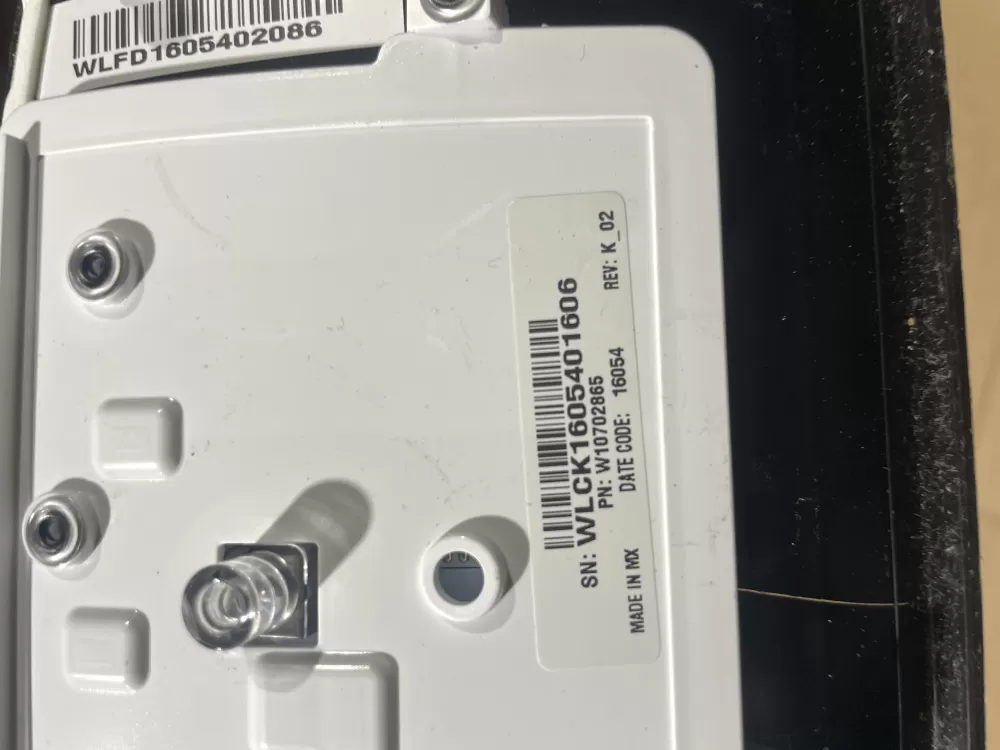 WLFD1605402086
SN: WLCK1605401606
PN: W10702865
DATE CODE: 16054
REV: K_02
MADE IN MX